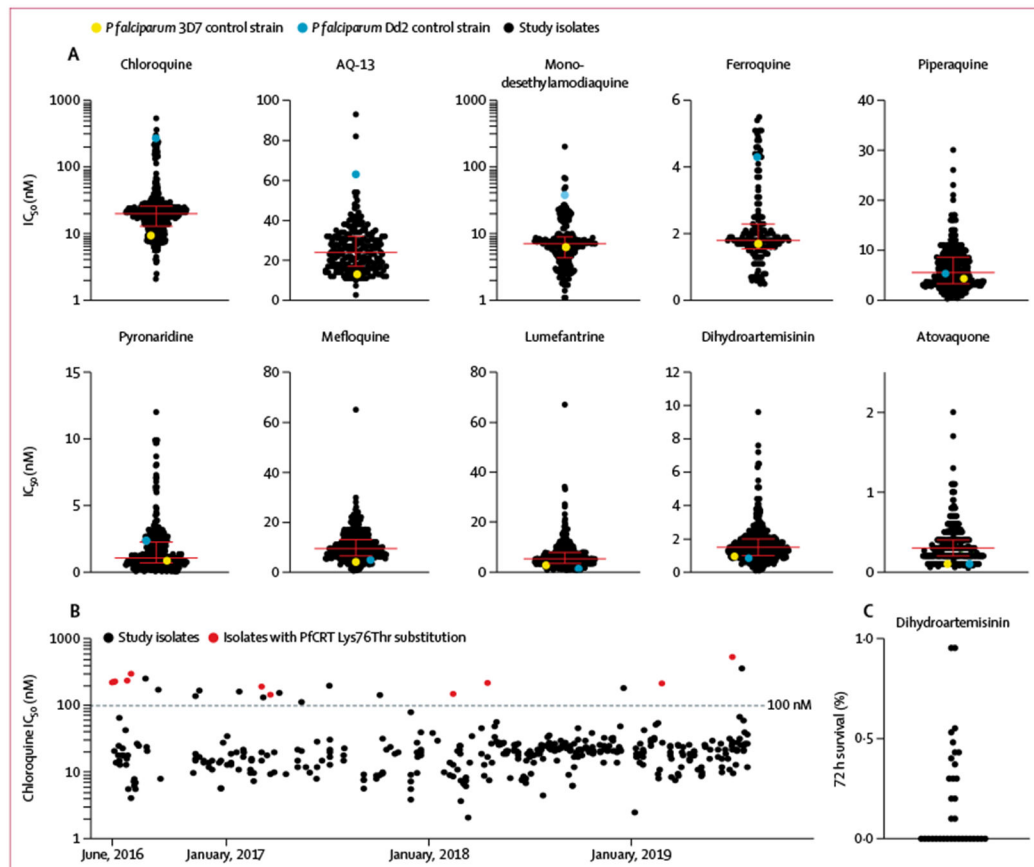 P falciparum 3D7 control strain P falciparum Dd2 control strain Study isolates
A
Chloroquine AQ-13 Mono-desethylamodiaquine Ferroquine Piperaquine
IC50 (nM)
1000 100 10 1
100 80 60 40 20 0
1000 100 10 1
6 4 2 0
40 30 20 10 0
Pyronaridine Mefloquine Lumefantrine Dihydroartemisinin Atovaquone
IC50 (nM)
15 10 5 0
80 60 40 20 0
80 60 40 20 0
12 10 8 6 4 2 0
2 1 0
B
Study isolates Isolates with PfCRT Lys76Thr substitution
Chloroquine IC50 (nM)
1000 100 10 1
100 nM
June, 2016 January, 2017 January, 2018 January, 2019
C
Dihydroartemisinin
72 h survival (%)
1·0 0·5 0·0